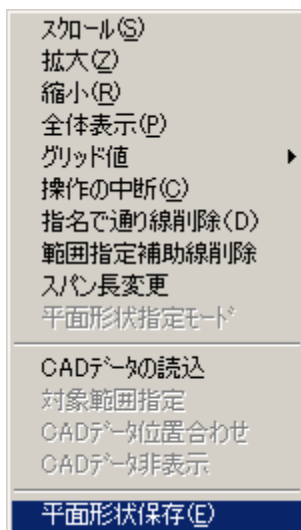 スクロール(S)
拡大(Z)
縮小(R)
全体表示(P)
グリッド値
操作の中断(C)
指名で通り線削除(D)
範囲指定補助線削除
スパン長変更
平面形状指定ﾓｰﾄﾞ
CADﾃﾞｰﾀの読込
対象範囲指定
CADﾃﾞｰﾀ位置合わせ
CADﾃﾞｰﾀ非表示
平面形状保存(E)